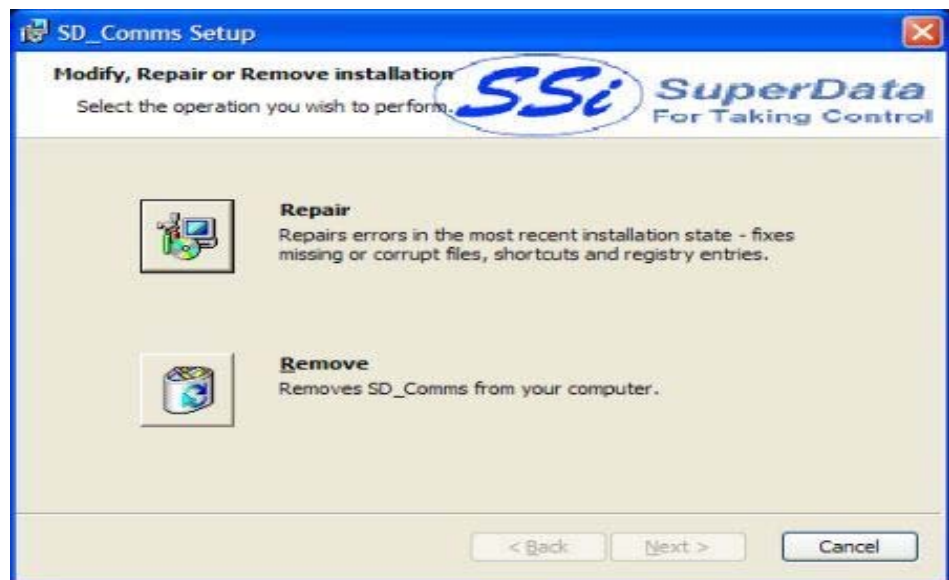 SD_Comms Setup
Modify, Repair or Remove installation
Select the operation you wish to perform.
SSi
SuperData
For Taking Control
Repair
Repairs errors in the most recent installation state - fixes
missing or corrupt files, shortcuts and registry entries.
Remove
Removes SD_Comms from your computer.
< Back
Next >
Cancel